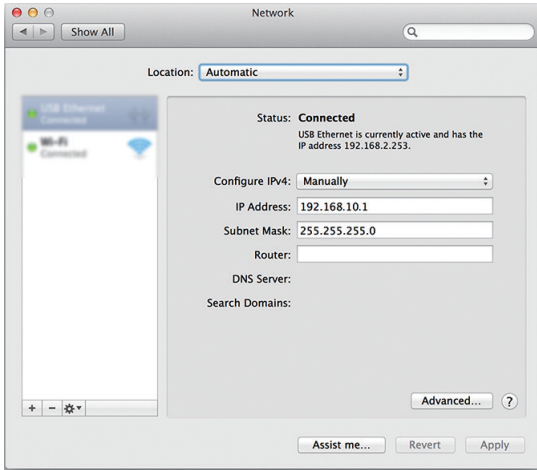 Network
Show All
Location: Automatic
USB Ethernet
Connected
Wi-Fi
Connected
Status: Connected
USB Ethernet is currently active and has the
IP address 192.168.2.253.
Configure IPv4: Manually
IP Address: 192.168.10.1
Subnet Mask: 255.255.255.0
Router:
DNS Server:
Search Domains:
Advanced... ?
+ −
Assist me... Revert Apply